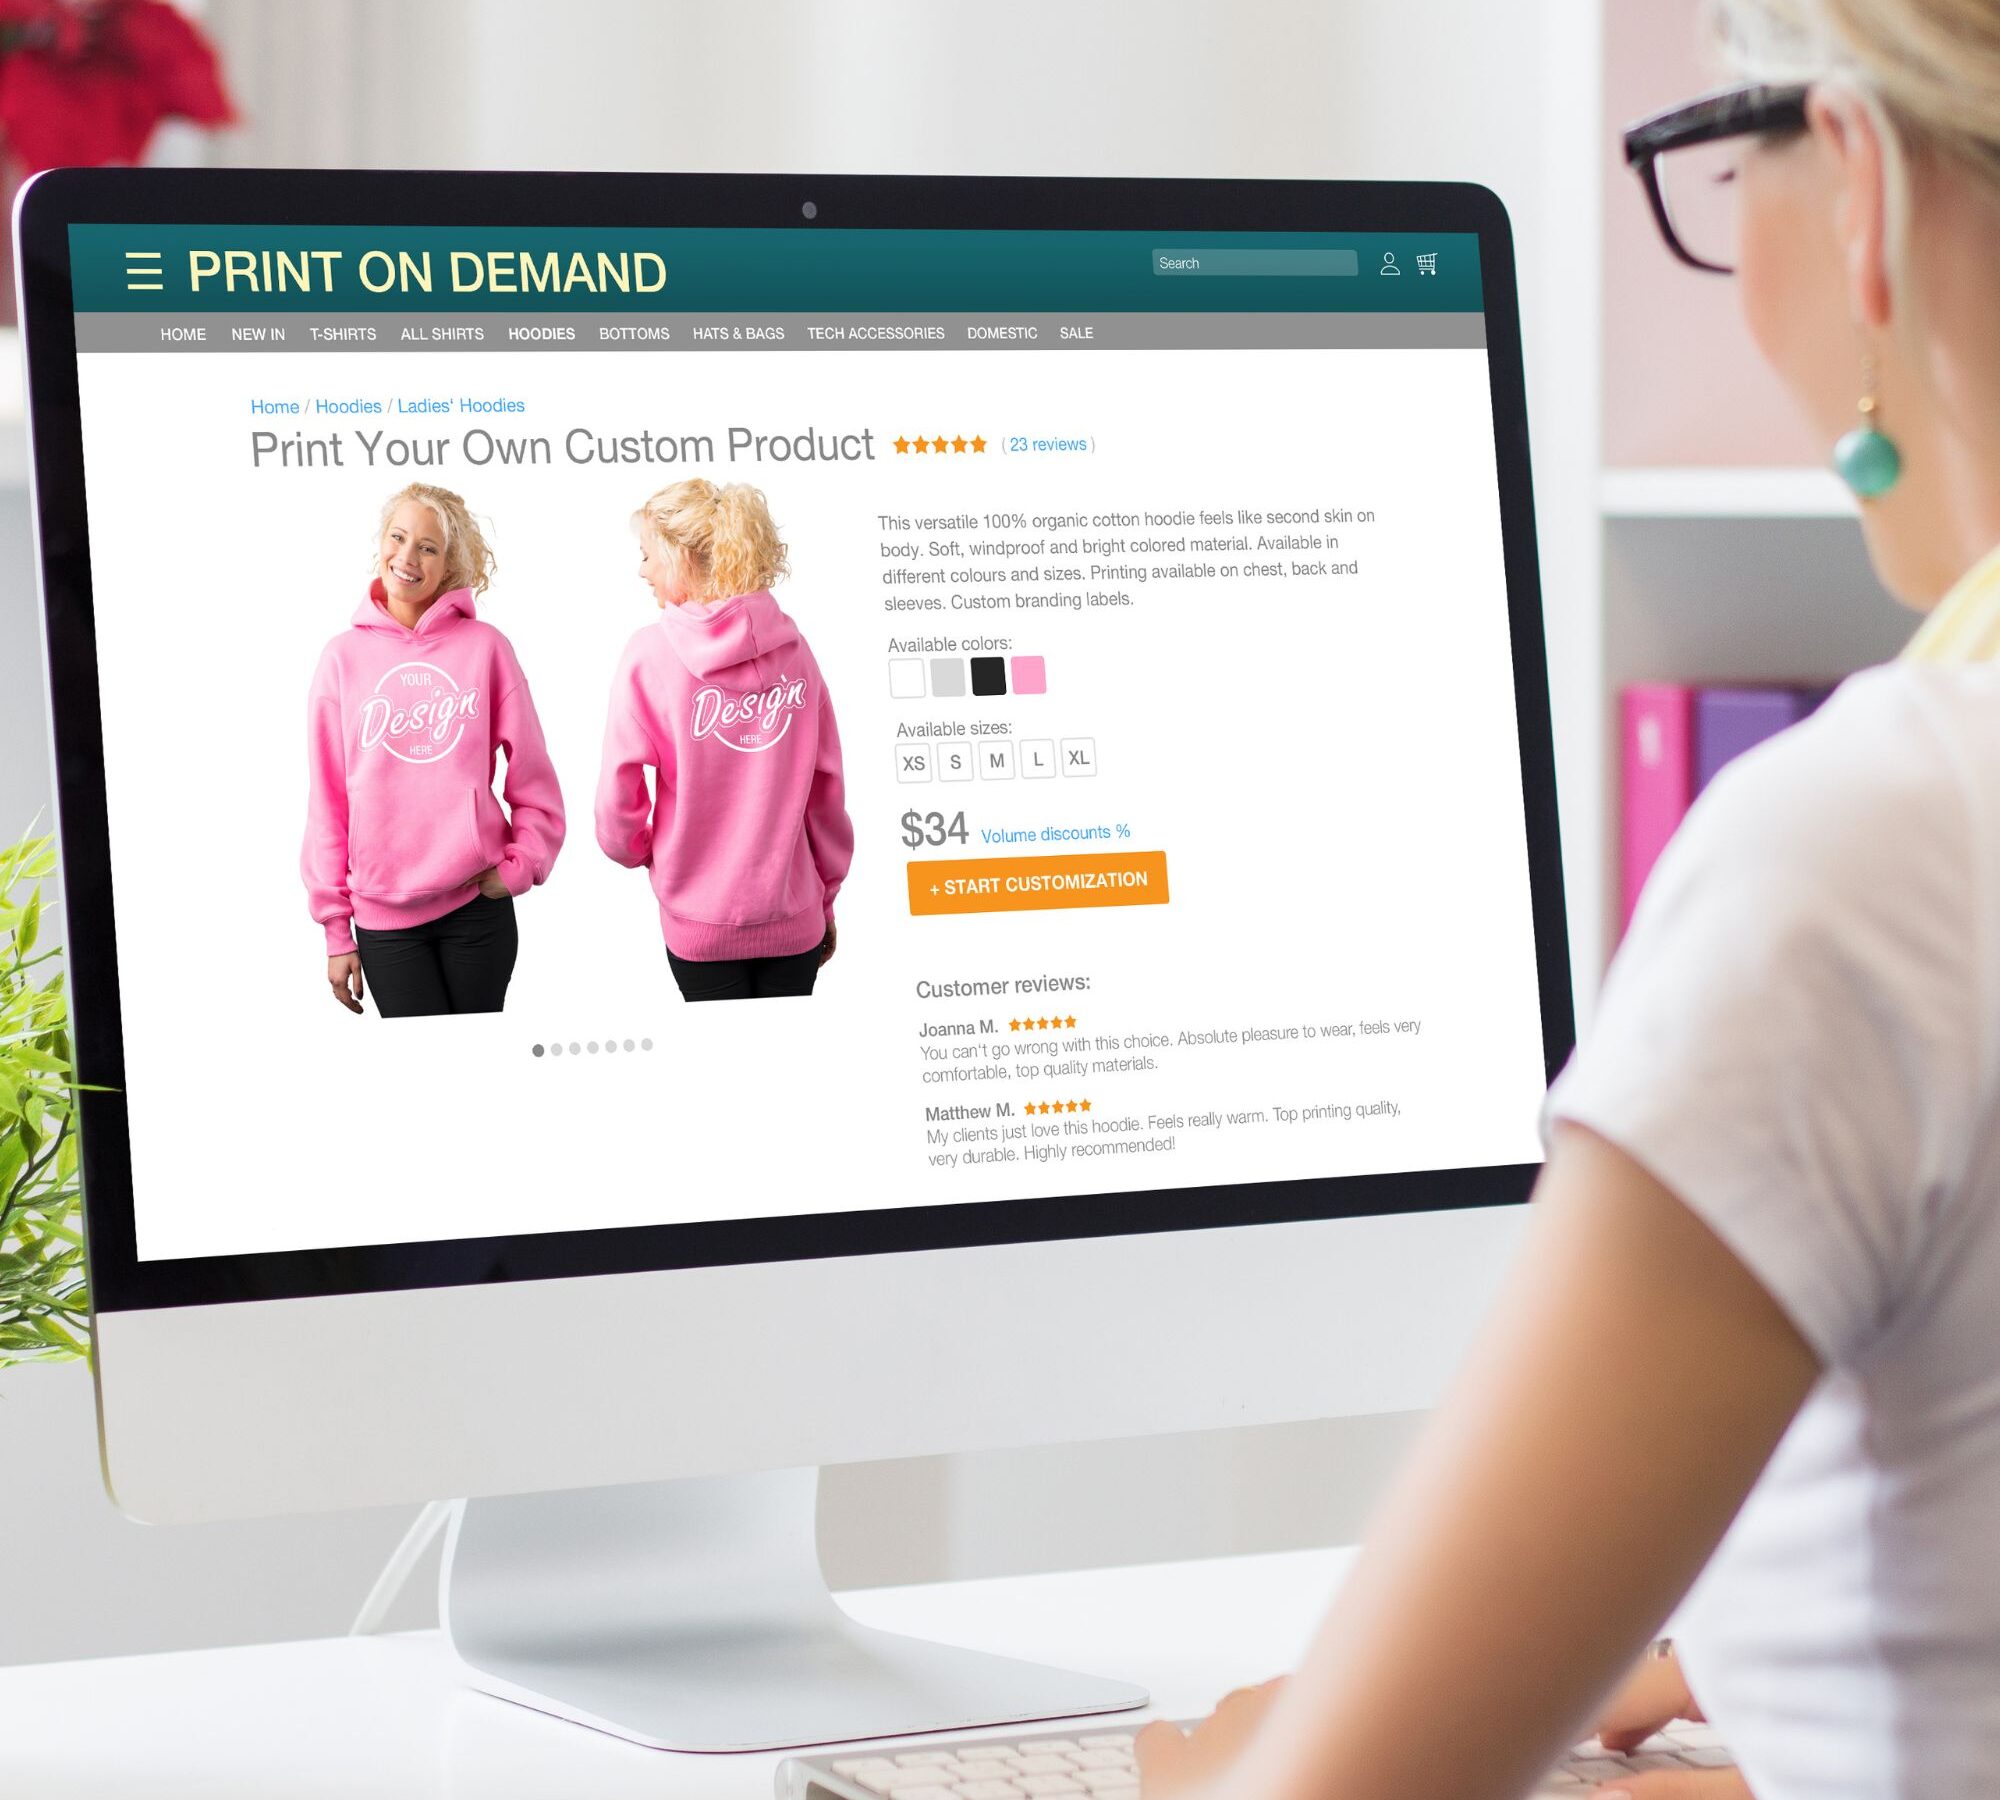 PRINT ON DEMAND
Search
HOME NEW IN T-SHIRTS ALL SHIRTS HOODIES BOTTOMS HATS & BAGS TECH ACCESSORIES DOMESTIC SALE
Home / Hoodies / Ladies' Hoodies
Print Your Own Custom Product
( 23 reviews )
YOUR
Design
HERE
Design
HERE
This versatile 100% organic cotton hoodie feels like second skin on
body. Soft, windproof and bright colored material. Available in
different colours and sizes. Printing available on chest, back and
sleeves. Custom branding labels.
Available colors:
Available sizes:
XS S M L XL
$34 Volume discounts %
+ START CUSTOMIZATION
Customer reviews:
Joanna M.
You can't go wrong with this choice. Absolute pleasure to wear, feels very
comfortable, top quality materials.
Matthew M.
My clients just love this hoodie. Feels really warm. Top printing quality,
very durable. Highly recommended!